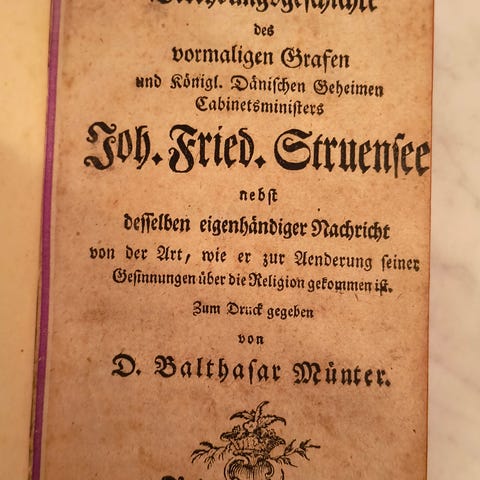 des
vormaligen Grafen
und Königl. Dänischen Geheimen
Cabinetsministers
Joh. Fried. Struensee
nebst
desselben eigenhändiger Nachricht
von der Art, wie er zur Aenderung seiner
Gesinnungen über die Religion gekommen ist.
Zum Druck gegeben
von
D. Balthasar Münter.